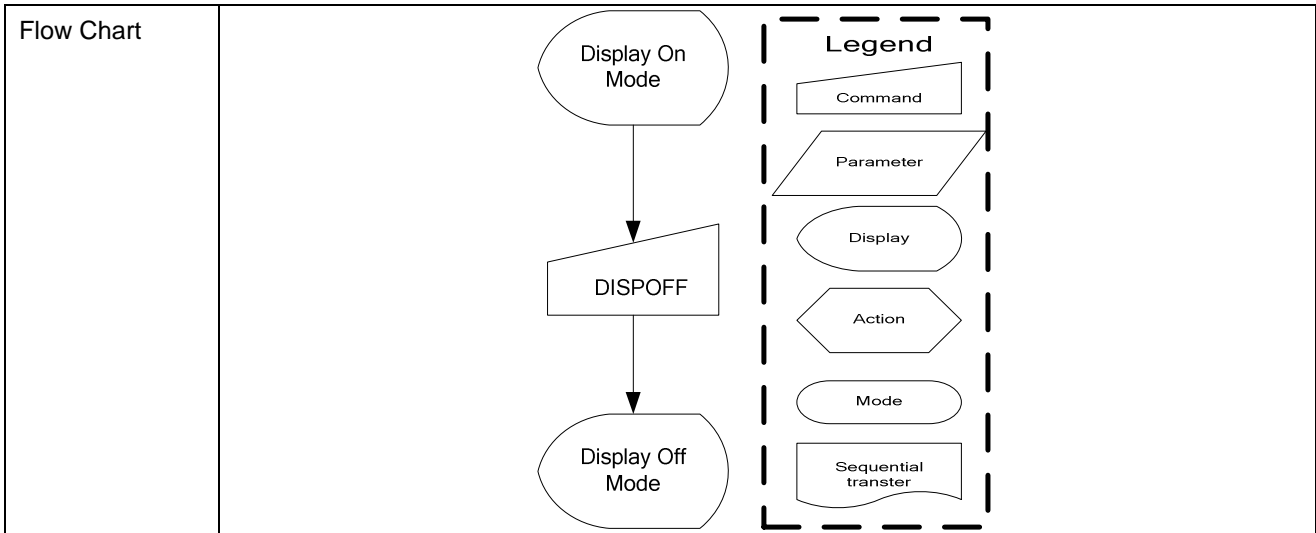 Flow Chart
Display On
Mode
DISPOFF
Display Off
Mode
Legend
Command
Parameter
Display
Action
Mode
Sequential
transter